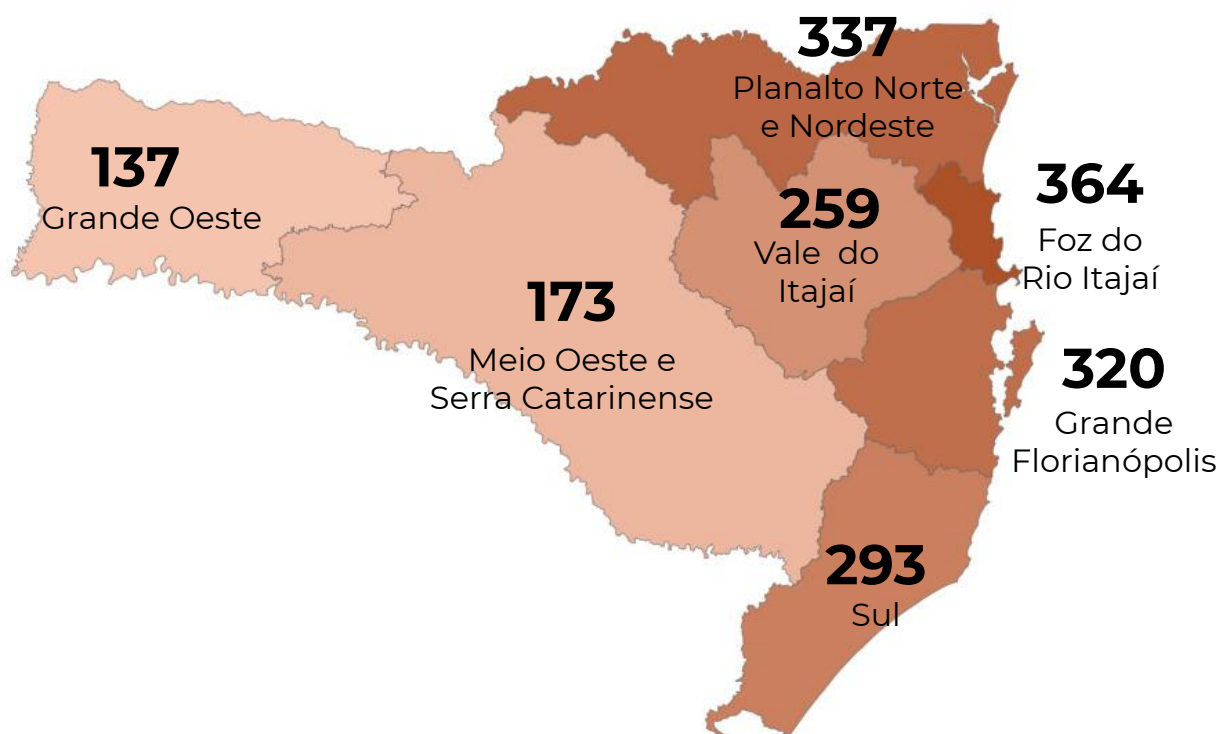 337
Planalto Norte
e Nordeste
137
Grande Oeste
259
Vale do
Itajaí
364
Foz do
Rio Itajaí
173
Meio Oeste e
Serra Catarinense
320
Grande
Florianópolis
293
Sul